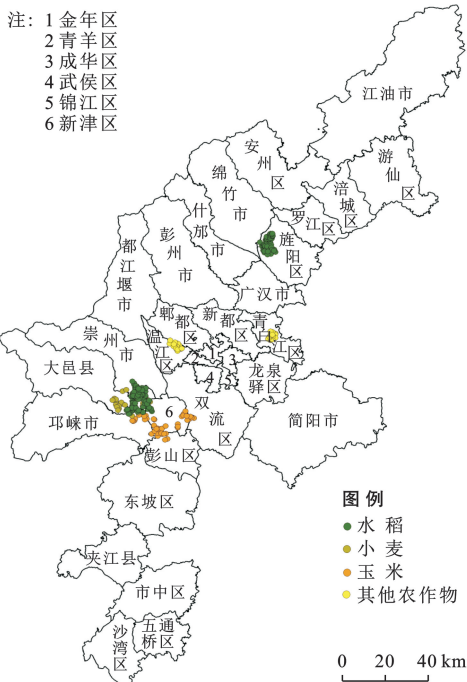 注: 1 金年区
2 青羊区
3 成华区
4 武侯区
5 锦江区
6 新津区
江油市
安州区
游仙区
绵竹市
涪城区
什邡市
罗江区
旌阳区
彭州市
都江堰市
广汉市
郫都区
新都区
青白江区
温江区
崇州市
1
3
4
龙泉驿区
大邑县
双流区
6
简阳市
邛崃市
彭山区
东坡区
夹江县
市中区
沙湾区
五通桥区
图例
水稻
小麦
玉米
其他农作物
0 20 40 km